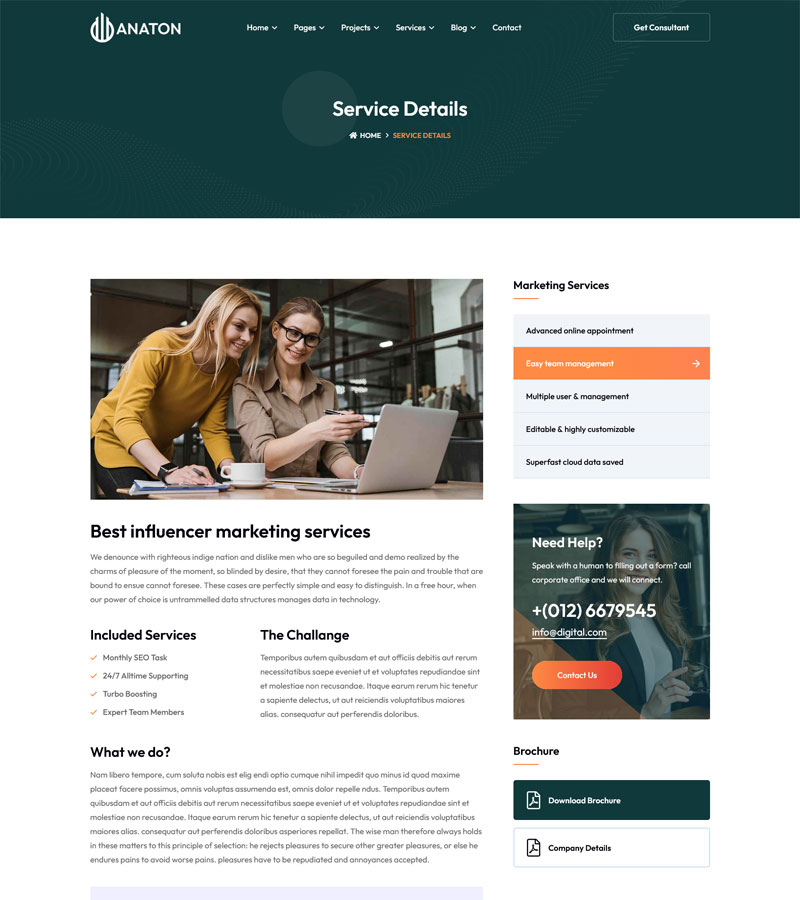 ANATON
Home Pages Projects Services Blog Contact
Get Consultant
Service Details
HOME > SERVICE DETAILS
Best influencer marketing services
We denounce with righteous indige nation and dislike men who are so beguiled and demo realized by the
charms of pleasure of the moment, so blinded by desire, that they cannot foresee the pain and trouble that are
bound to ensue cannot foresee. These cases are perfectly simple and easy to distinguish. In a free hour, when
our power of choice is untrammelled data structures manages data in technology.
Included Services
Monthly SEO Task
24/7 Alltime Supporting
Turbo Boosting
Expert Team Members
The Challange
Temporibus autem quibusdam et aut officiis debitis aut rerum
necessitatibus saepe eveniet ut et voluptates repudiandae sint
et molestiae non recusandae. Itaque earum rerum hic tenetur
a sapiente delectus, ut aut reiciendis voluptatibus maiores
alias. consequatur aut perferendis doloribus.
What we do?
Nam libero tempore, cum soluta nobis est elig endi optio cumque nihil impedit quo minus id quod maxime
placeat facere possimus, omnis voluptas assumenda est, omnis dolor repelle ndus. Temporibus autem
quibusdam et aut officiis debitis aut rerum necessitatibus saepe eveniet ut et voluptates repudiandae sint et
molestiae non recusandae. Itaque earum rerum hic tenetur a sapiente delectus, ut aut reiciendis voluptatibus
maiores alias. consequatur aut perferendis doloribus asperiores repellat. The wise man therefore always holds
in these matters to this principle of selection: he rejects pleasures to secure other greater pleasures, or else he
endures pains to avoid worse pains. pleasures have to be repudiated and annoyances accepted.
Marketing Services
Advanced online appointment
Easy team management
Multiple user & management
Editable & highly customizable
Superfast cloud data saved
Need Help?
Speak with a human to filling out a form? call
corporate office and we will connect.
+(012) 6679545
info@digital.com
Contact Us
Brochure
Download Brochure
Company Details